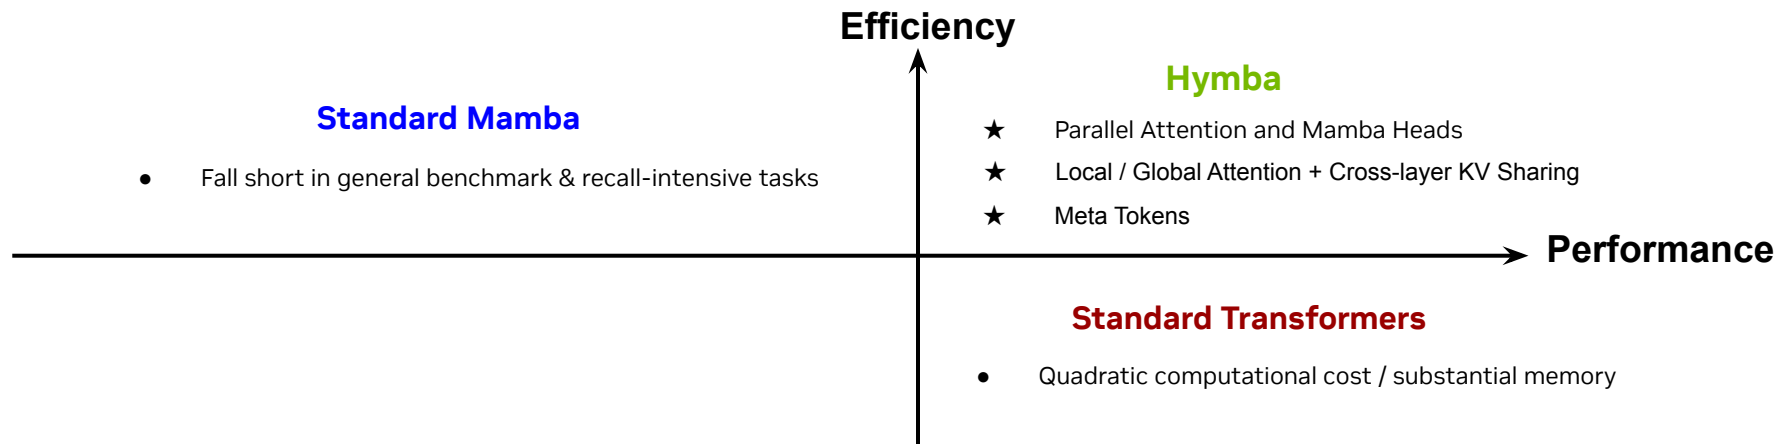 Efficiency
Standard Mamba
● Fall short in general benchmark & recall-intensive tasks
Hymba
★ Parallel Attention and Mamba Heads
★ Local / Global Attention + Cross-layer KV Sharing
★ Meta Tokens
Performance
Standard Transformers
● Quadratic computational cost / substantial memory